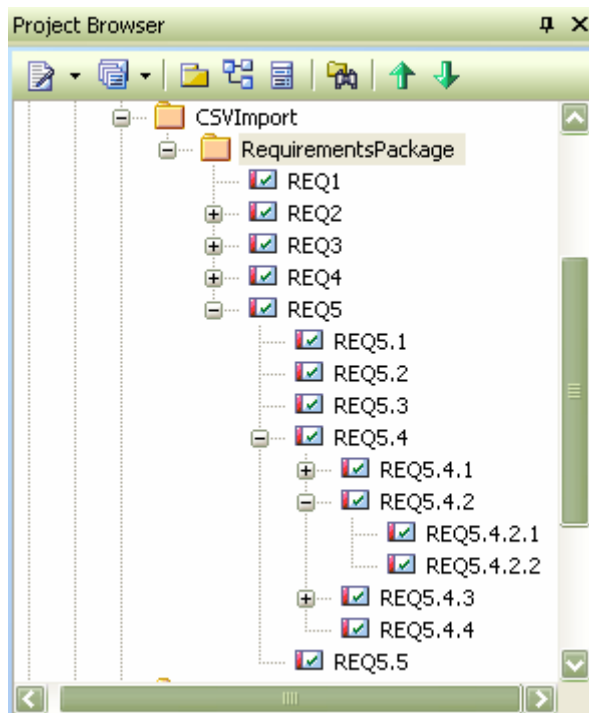 Project Browser
CSVImport
RequirementsPackage
REQ1
REQ2
REQ3
REQ4
REQ5
REQ5.1
REQ5.2
REQ5.3
REQ5.4
REQ5.4.1
REQ5.4.2
REQ5.4.2.1
REQ5.4.2.2
REQ5.4.3
REQ5.4.4
REQ5.5